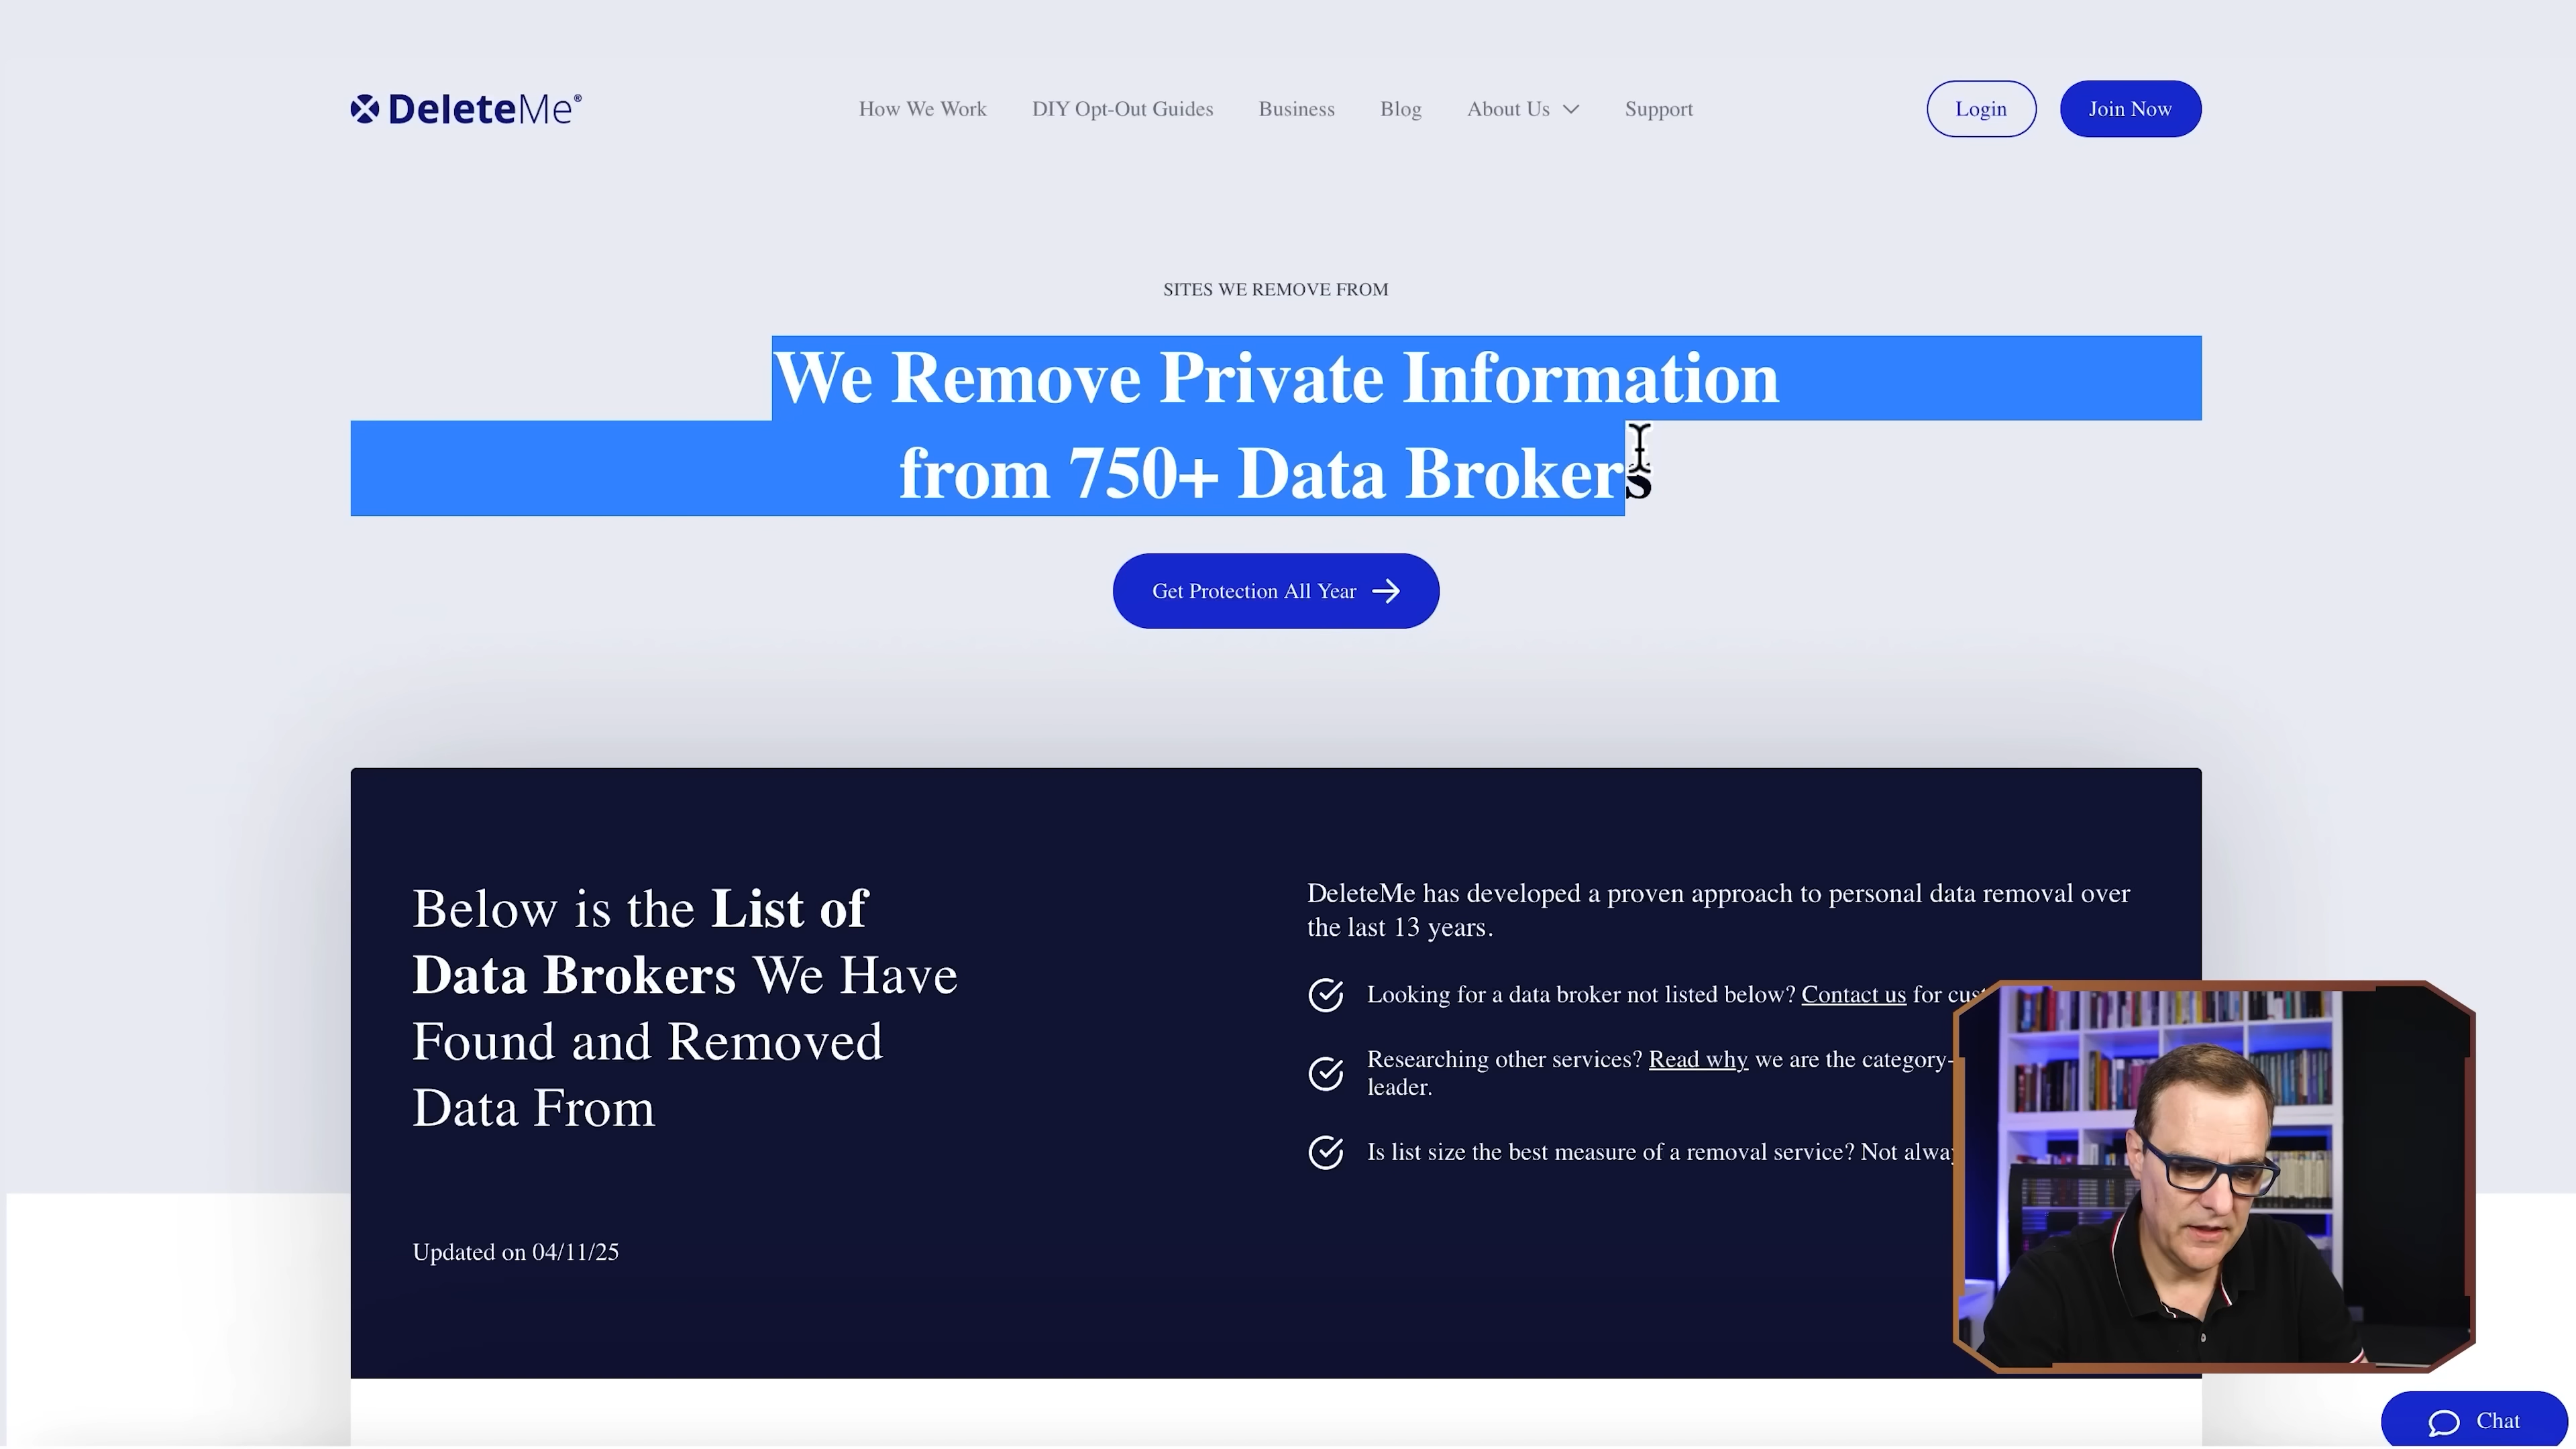 DeleteMe®
How We Work
DIY Opt-Out Guides
Business
Blog
About Us
Support
Login
Join Now
SITES WE REMOVE FROM
We Remove Private Information
from 750+ Data Brokers
Get Protection All Year
Below is the List of
Data Brokers We Have
Found and Removed
Data From
Updated on 04/11/25
DeleteMe has developed a proven approach to personal data removal over
the last 13 years.
Looking for a data broker not listed below? Contact us for
Researching other services? Read why we are the category-
leader.
Is list size the best measure of a removal service? Not
Chat